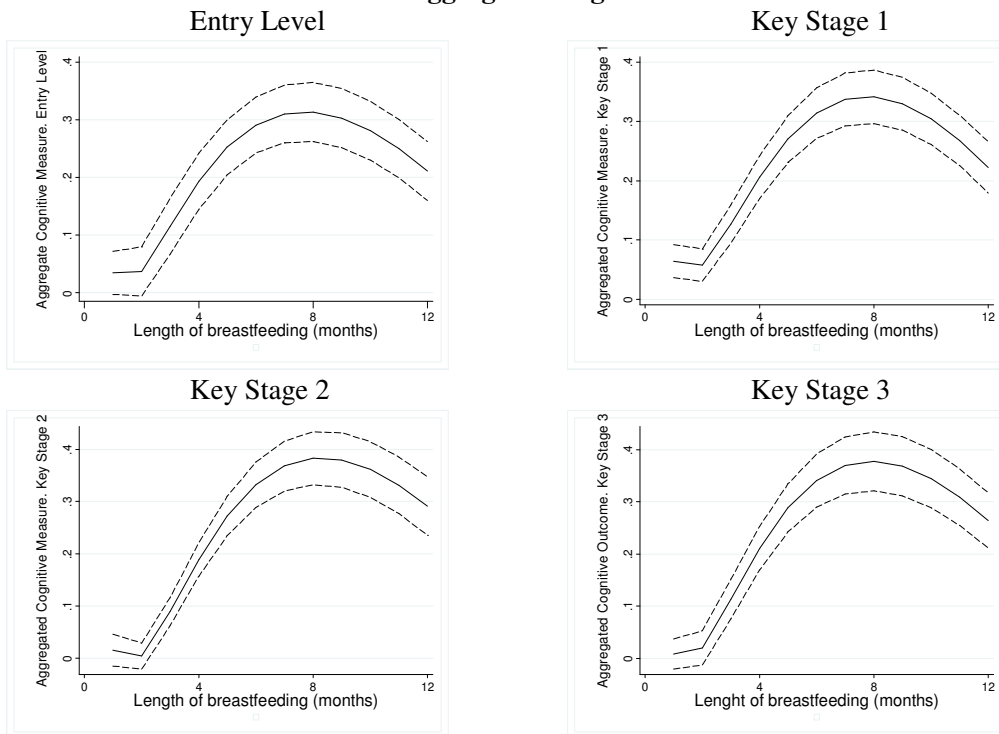 Entry Level
Aggregate Cognitive Measure. Entry Level
.4
.3
.2
.1
0
0 4 8 12
Length of breastfeeding (months)
Key Stage 1
Aggregated Cognitive Measure. Key Stage 1
.4
.3
.2
.1
0
0 4 8 12
Length of breastfeeding (months)
Key Stage 2
Aggregated Cognitive Measure. Key Stage 2
.4
.3
.2
.1
0
0 4 8 12
Length of breastfeeding (months)
Key Stage 3
Aggregated Cognitive Outcome. Key Stage 3
.4
.3
.2
.1
0
0 4 8 12
Lenght of breastfeeding (months)